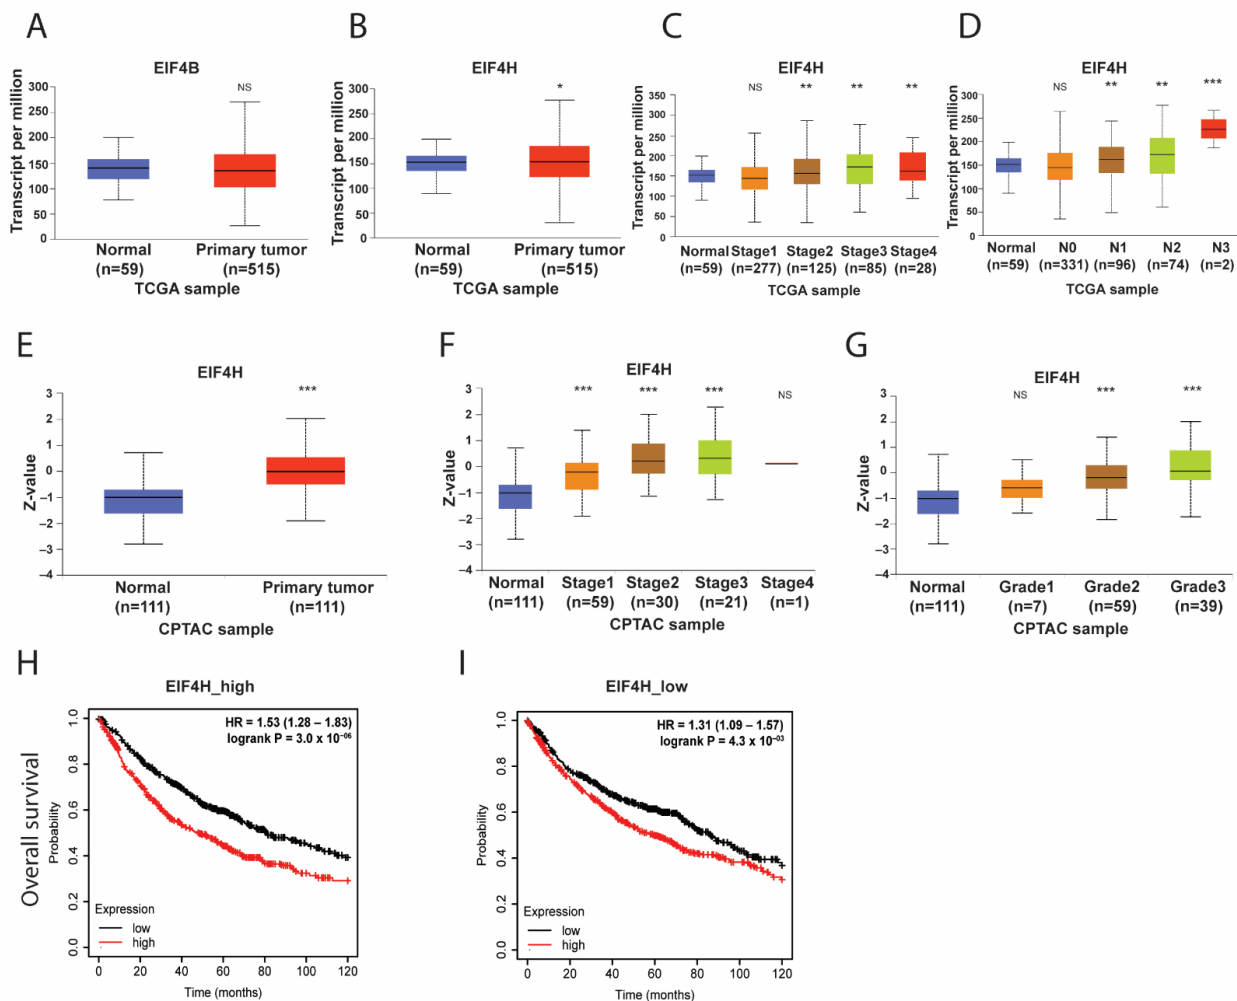 A
EIF4B
Transcript per million
300
250
200
150
100
50
0
NS
Normal
(n=59)
Primary tumor
(n=515)
TCGA sample
B
EIF4H
Transcript per million
300
250
200
150
100
50
0
*
Normal
(n=59)
Primary tumor
(n=515)
TCGA sample
C
EIF4H
Transcript per million
350
300
250
200
150
100
50
0
NS ** ** **
Normal Stage1 Stage2 Stage3 Stage4
(n=59) (n=277) (n=125) (n=85) (n=28)
TCGA sample
D
EIF4H
Transcript per million
300
250
200
150
100
50
0
NS ** ** ***
Normal N0 N1 N2 N3
(n=59) (n=331) (n=96) (n=74) (n=2)
TCGA sample
E
EIF4H
Z-value
3
2
1
0
–1
–2
–3
–4
***
Normal
(n=111)
Primary tumor
(n=111)
CPTAC sample
F
EIF4H
Z-value
3
2
1
0
–1
–2
–3
–4
*** *** *** NS
Normal Stage1 Stage2 Stage3 Stage4
(n=111) (n=59) (n=30) (n=21) (n=1)
CPTAC sample
G
EIF4H
Z-value
3
2
1
0
–1
–2
–3
–4
NS *** ***
Normal Grade1 Grade2 Grade3
(n=111) (n=7) (n=59) (n=39)
CPTAC sample
H
EIF4H_high
Overall survival
Probability
1.0
0.8
0.6
0.4
0.2
0.0
HR = 1.53 (1.28 – 1.83)
logrank P = 3.0 x 10–06
Expression
low
high
0 20 40 60 80 100 120
Time (months)
I
EIF4H_low
Probability
1.0
0.8
0.6
0.4
0.2
0.0
HR = 1.31 (1.09 – 1.57)
logrank P = 4.3 x 10–03
Expression
low
high
0 20 40 60 80 100 120
Time (months)